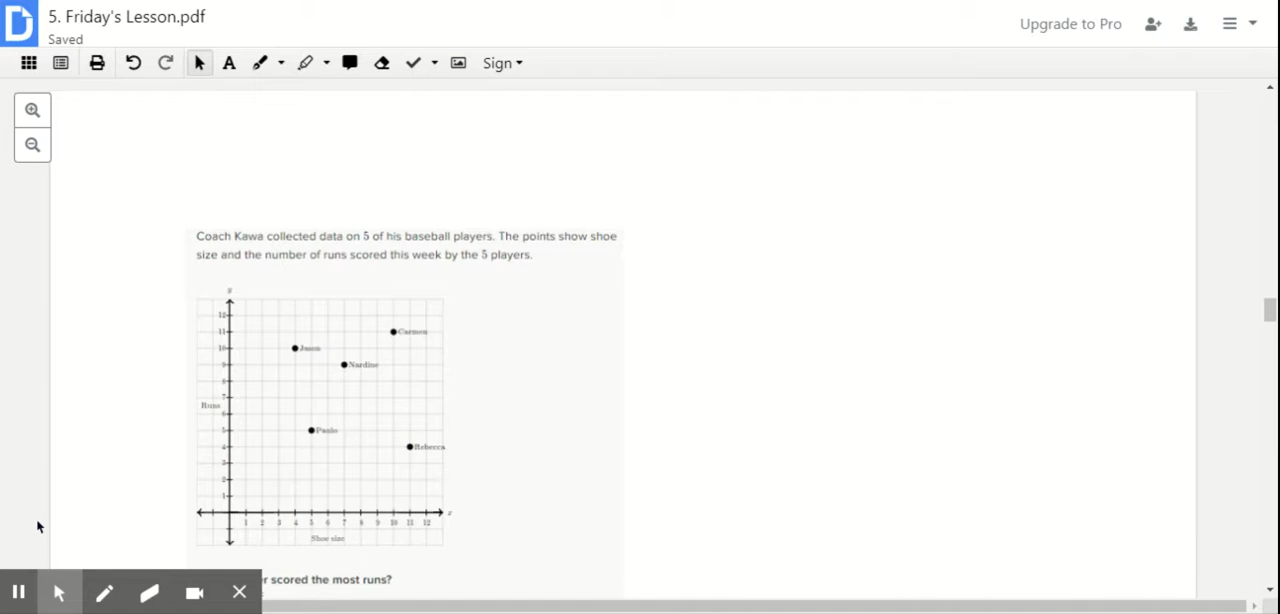 5. Friday's Lesson.pdf
Saved
Upgrade to Pro
A
Sign
Coach Kawa collected data on 5 of his baseball players. The points show shoe
size and the number of runs scored this week by the 5 players.
y
12
11 Carmen
10 Jason
9 Nardine
8
7
Runs
6
5 Paulo
4 Rebecca
3
2
1
x
1 2 3 4 5 6 7 8 9 10 11 12
Shoe size
r scored the most runs?